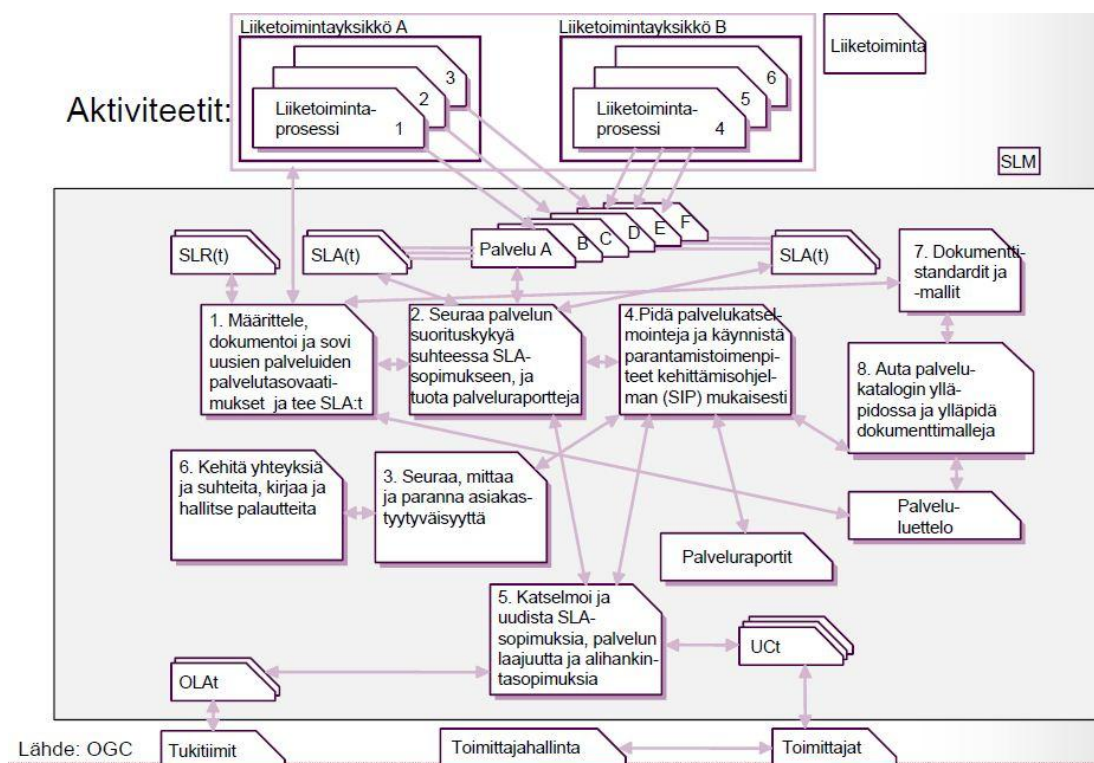 Liiketoimintayksikkö A
Liiketoimintayksikkö B
Liiketoiminta
3
2
Liiketoiminta-
prosessi 1
6
5
Liiketoiminta-
prosessi 4
Aktiviteetit:
SLM
SLR(t)
SLA(t)
Palvelu A
B
C
D
E
F
SLA(t)
7. Dokumentti-
standardit ja
-mallit
1. Määrittele,
dokumentoi ja sovi
uusien palveluiden
palvelutasovaati-
mukset ja tee SLA:t
2. Seuraa palvelun
suorituskykyä
suhteessa SLA-
sopimukseen, ja
tuota palveluraportteja
4.Pidä palvelukatsel-
mointeja ja käynnistä
parantamistoimenpi-
teet kehittämisohjel-
man (SIP) mukaisesti
8. Auta palvelu-
katalogin yllä-
pidossa ja ylläpidä
dokumenttimalleja
6. Kehitä yhteyksiä
ja suhteita, kirjaa ja
hallitse palautteita
3. Seuraa, mittaa
ja paranna asiakas-
tyytyväisyyttä
Palvelu-
luettelo
Palveluraportit
5. Katselmoi ja
uudista SLA-
sopimuksia, palvelun
laajuutta ja alihankin-
tasopimuksia
UCt
OLAt
Lähde: OGC
Tukitiimit
Toimittajahallinta
Toimittajat